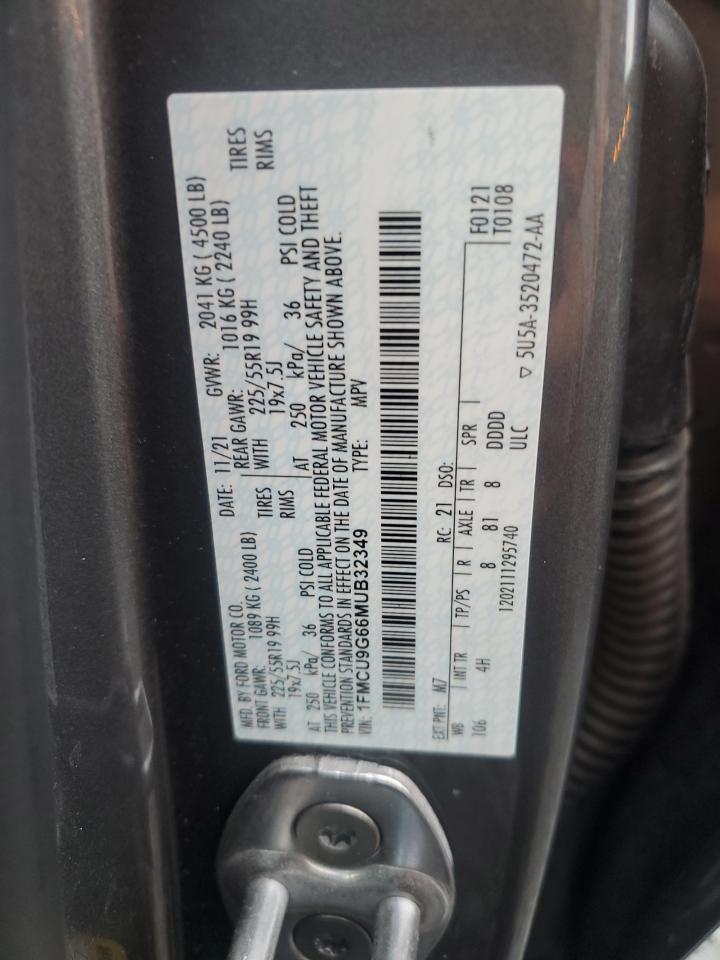 MFD. BY FORD MOTOR CO. DATE: 11/21 GVWR: 2041 KG ( 4500 LB)
FRONT GAWR: 1089 KG ( 2400 LB) REAR GAWR: 1016 KG ( 2240 LB)
WITH 225/55R19 99H TIRES WITH 225/55R19 99H TIRES
19x7.5J RIMS 19x7.5J RIMS
AT 250 kPa/ 36 PSI COLD AT 250 kPa/ 36 PSI COLD
THIS VEHICLE CONFORMS TO ALL APPLICABLE FEDERAL MOTOR VEHICLE SAFETY AND THEFT
PREVENTION STANDARDS IN EFFECT ON THE DATE OF MANUFACTURE SHOWN ABOVE.
VIN: 1FMCU9G66MUB32349 TYPE: MPV
EXT PNT: M7 RC: 21 DSO: F0121
WB INT TR TP/PS R AXLE TR SPR T0108
106 4H 8 81 8 DDDD
1202111295740 ULC
▽ 5U5A-3520472-AA